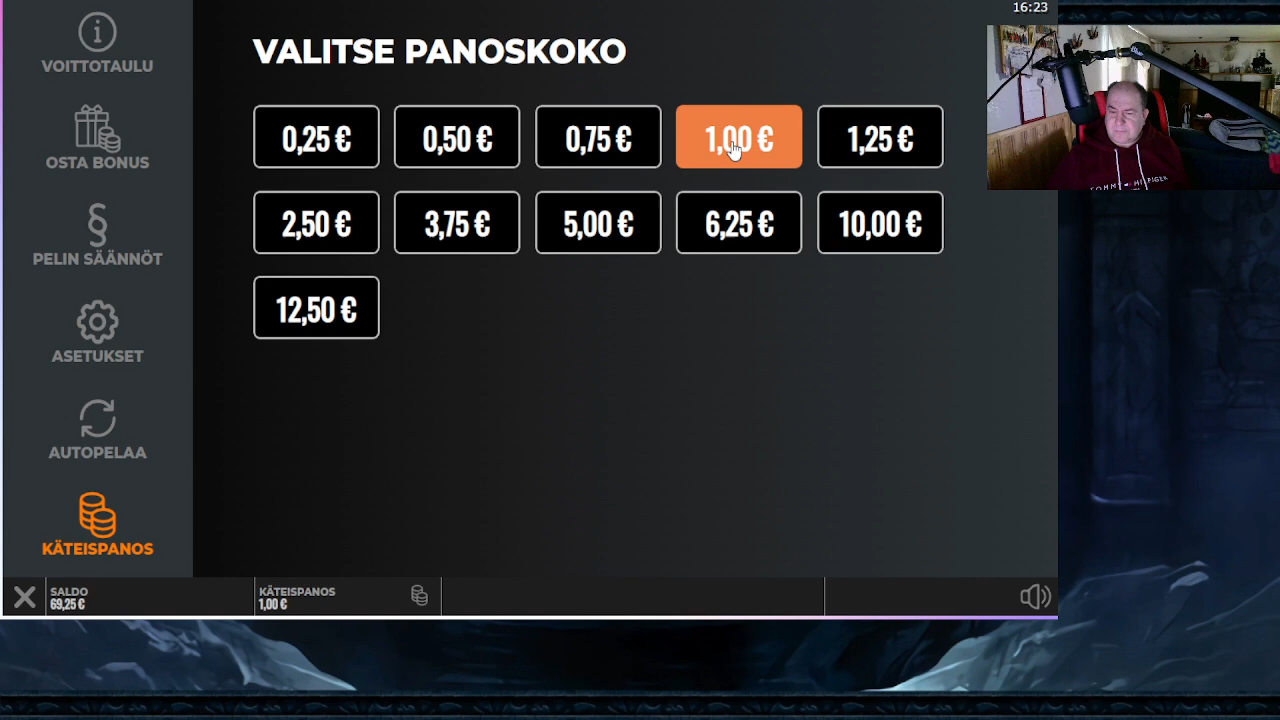 16:23
VOITTOTAULU
OSTA BONUS
PELIN SÄÄNNÖT
ASETUKSET
AUTOPELAA
KÄTEISPANOS
VALITSE PANOSKOKO
0,25 € 0,50 € 0,75 € 1,00 € 1,25 €
2,50 € 3,75 € 5,00 € 6,25 € 10,00 €
12,50 €
SALDO
69,25 €
KÄTEISPANOS
1,00 €
TOMMY HILFIGER